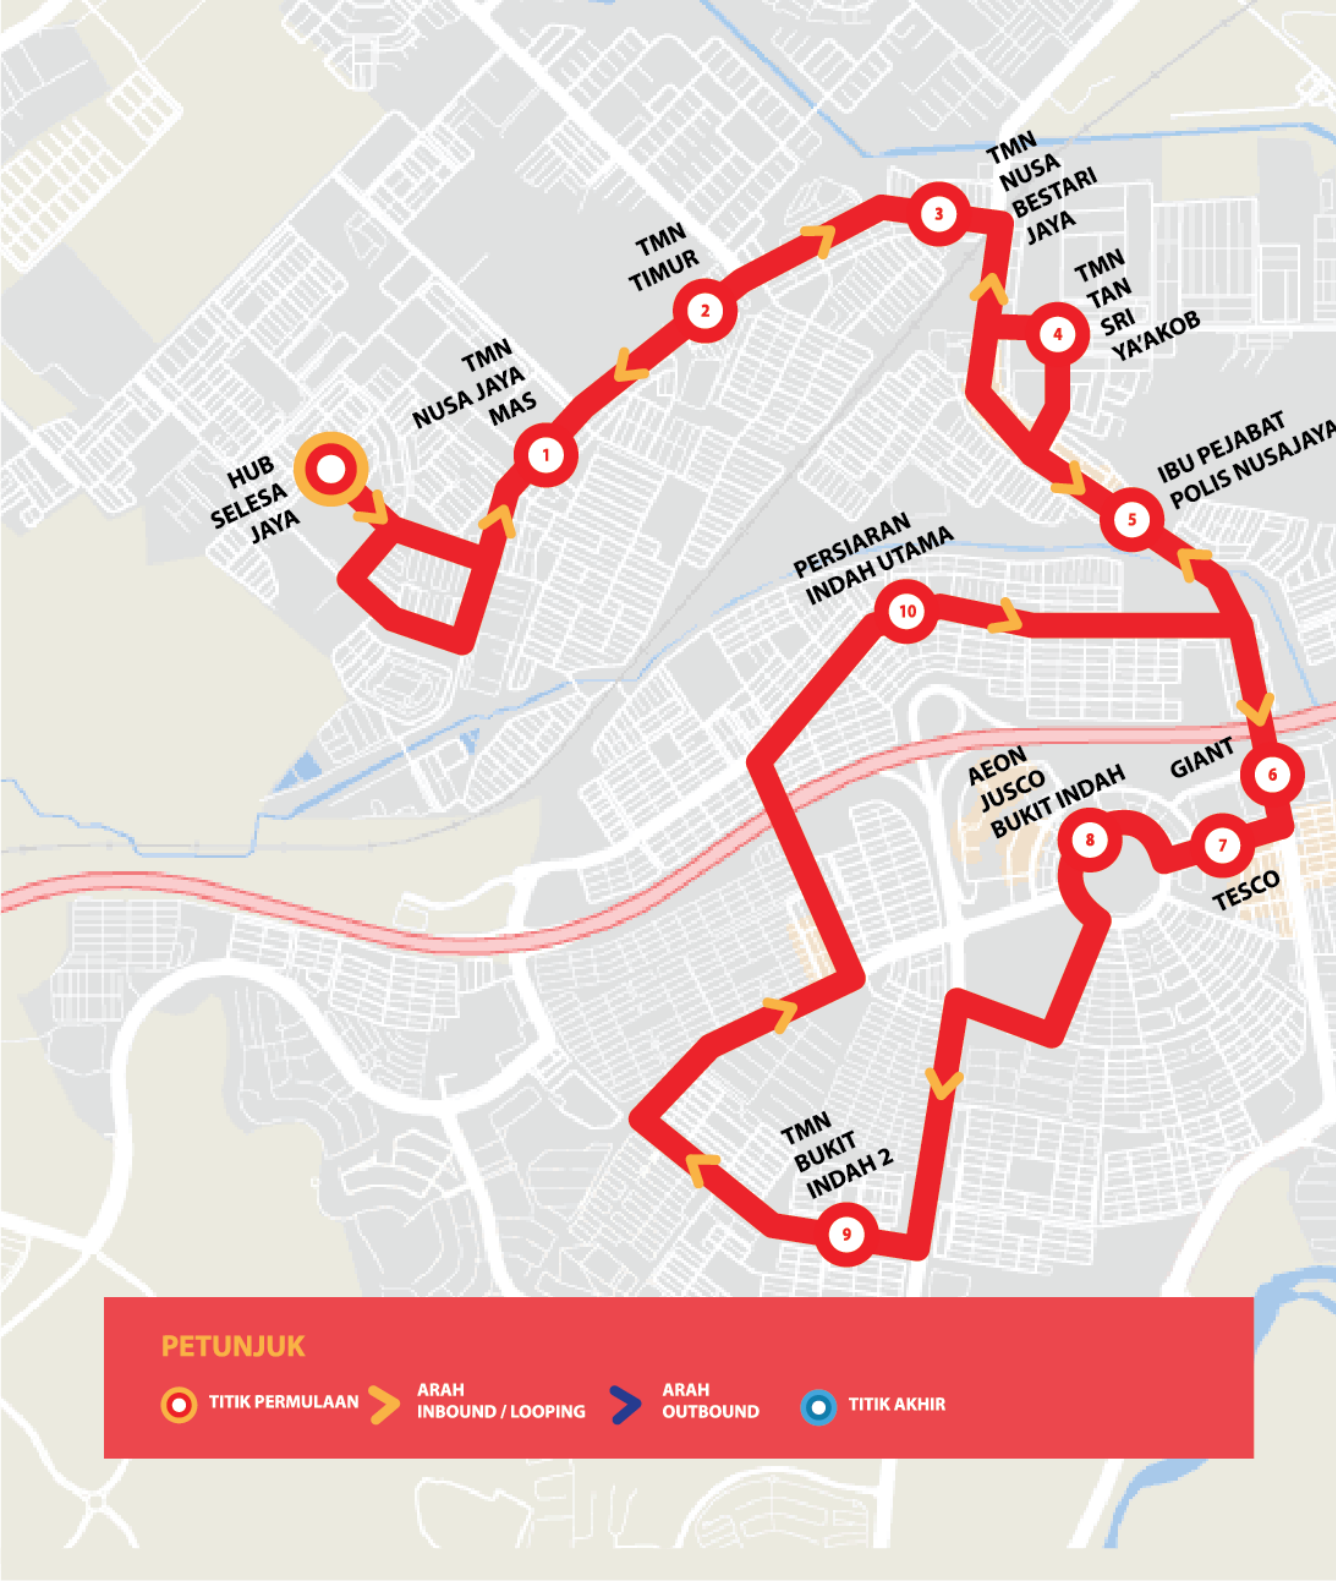 TMN
NUSA
BESTARI
JAYA
3
TMN
TIMUR
2
TMN
TAN
SRI
YA'AKOB
4
TMN
NUSA JAYA
MAS
1
HUB
SELESA
JAYA
IBU PEJABAT
POLIS NUSAJAYA
5
PERSIARAN
INDAH UTAMA
10
GIANT
6
AEON
JUSCO
BUKIT INDAH
8
7
TESCO
TMN
BUKIT
INDAH 2
9
PETUNJUK
TITIK PERMULAAN
ARAH
INBOUND / LOOPING
ARAH
OUTBOUND
TITIK AKHIR